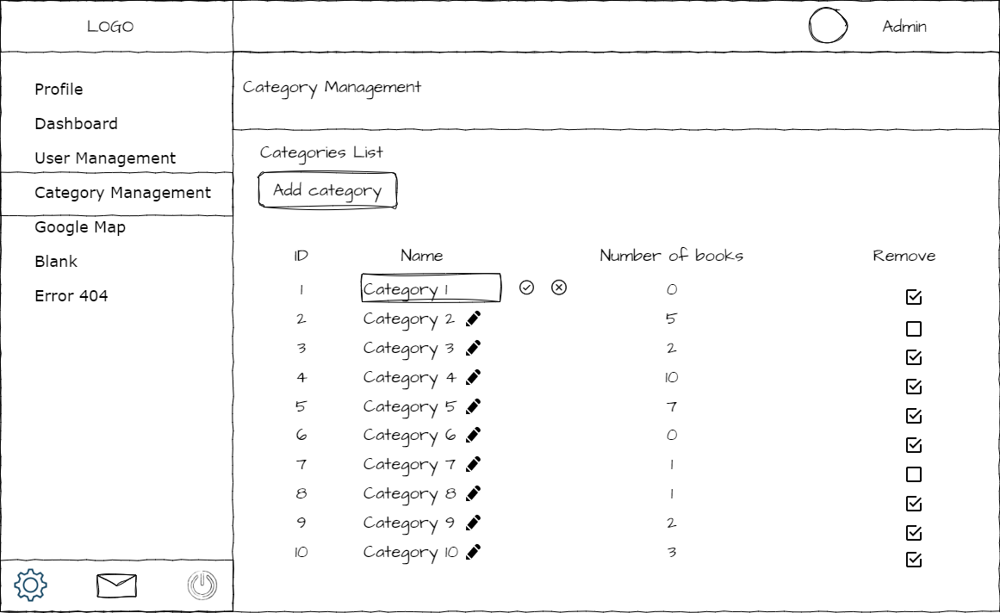 LOGO
Admin
Profile
Dashboard
User Management
Category Management
Google Map
Blank
Error 404
Category Management
Categories List
Add category
ID Name Number of books Remove
1 Category 1 0
2 Category 2 5
3 Category 3 2
4 Category 4 10
5 Category 5 7
6 Category 6 0
7 Category 7 1
8 Category 8 1
9 Category 9 2
10 Category 10 3